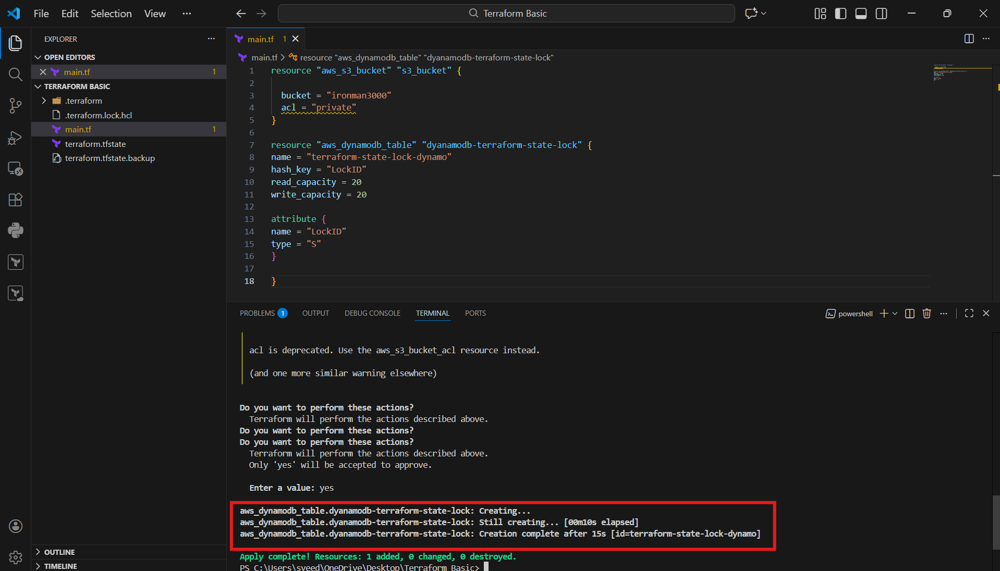 File Edit Selection View ···
Terraform Basic
EXPLORER ···
OPEN EDITORS
main.tf 1
TERRAFORM BASIC
.terraform
.terraform.lock.hcl
main.tf 1
terraform.tfstate
terraform.tfstate.backup
OUTLINE
TIMELINE
main.tf 1
main.tf > resource "aws_dynamodb_table" "dyanamodb-terraform-state-lock"
1 resource "aws_s3_bucket" "s3_bucket" {
2
3 bucket = "ironman3000"
4 acl = "private"
5 }
6
7 resource "aws_dynamodb_table" "dyanamodb-terraform-state-lock" {
8 name = "terraform-state-lock-dynamo"
9 hash_key = "LockID"
10 read_capacity = 20
11 write_capacity = 20
12
13 attribute {
14 name = "LockID"
15 type = "S"
16 }
17
18 }
PROBLEMS 1 OUTPUT DEBUG CONSOLE TERMINAL PORTS
powershell
acl is deprecated. Use the aws_s3_bucket_acl resource instead.
(and one more similar warning elsewhere)
Do you want to perform these actions?
Terraform will perform the actions described above.
Do you want to perform these actions?
Do you want to perform these actions?
Terraform will perform the actions described above.
Only 'yes' will be accepted to approve.
Enter a value: yes
aws_dynamodb_table.dyanamodb-terraform-state-lock: Creating...
aws_dynamodb_table.dyanamodb-terraform-state-lock: Still creating... [00m10s elapsed]
aws_dynamodb_table.dyanamodb-terraform-state-lock: Creation complete after 15s [id=terraform-state-lock-dynamo]
Apply complete! Resources: 1 added, 0 changed, 0 destroyed.
PS C:\Users\syeed\OneDrive\Desktop\Terraform Basic>